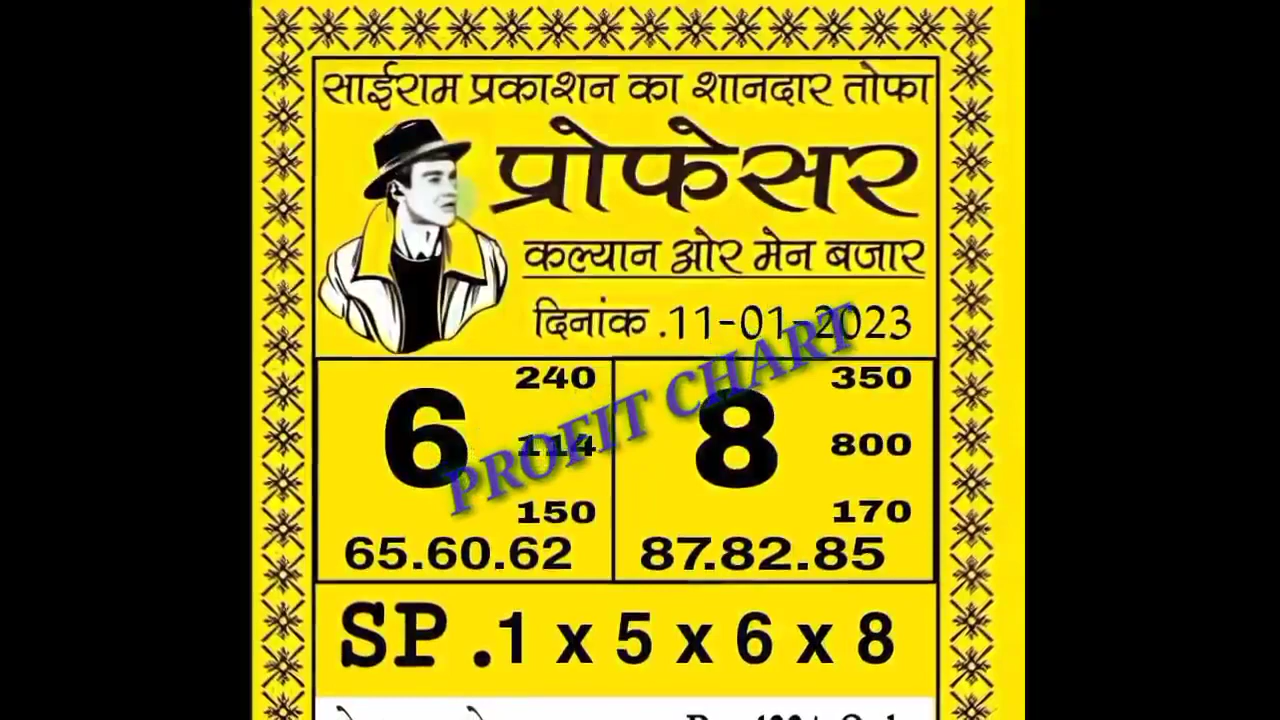 साईराम प्रकाशन का शानदार तोफा
प्रोफेसर
कल्यान ओर मेन बजार
दिनांक .11-01-2023
6
240
114
150
65.60.62
8
350
800
170
87.82.85
PROFIT CHART
SP .1 x 5 x 6 x 8